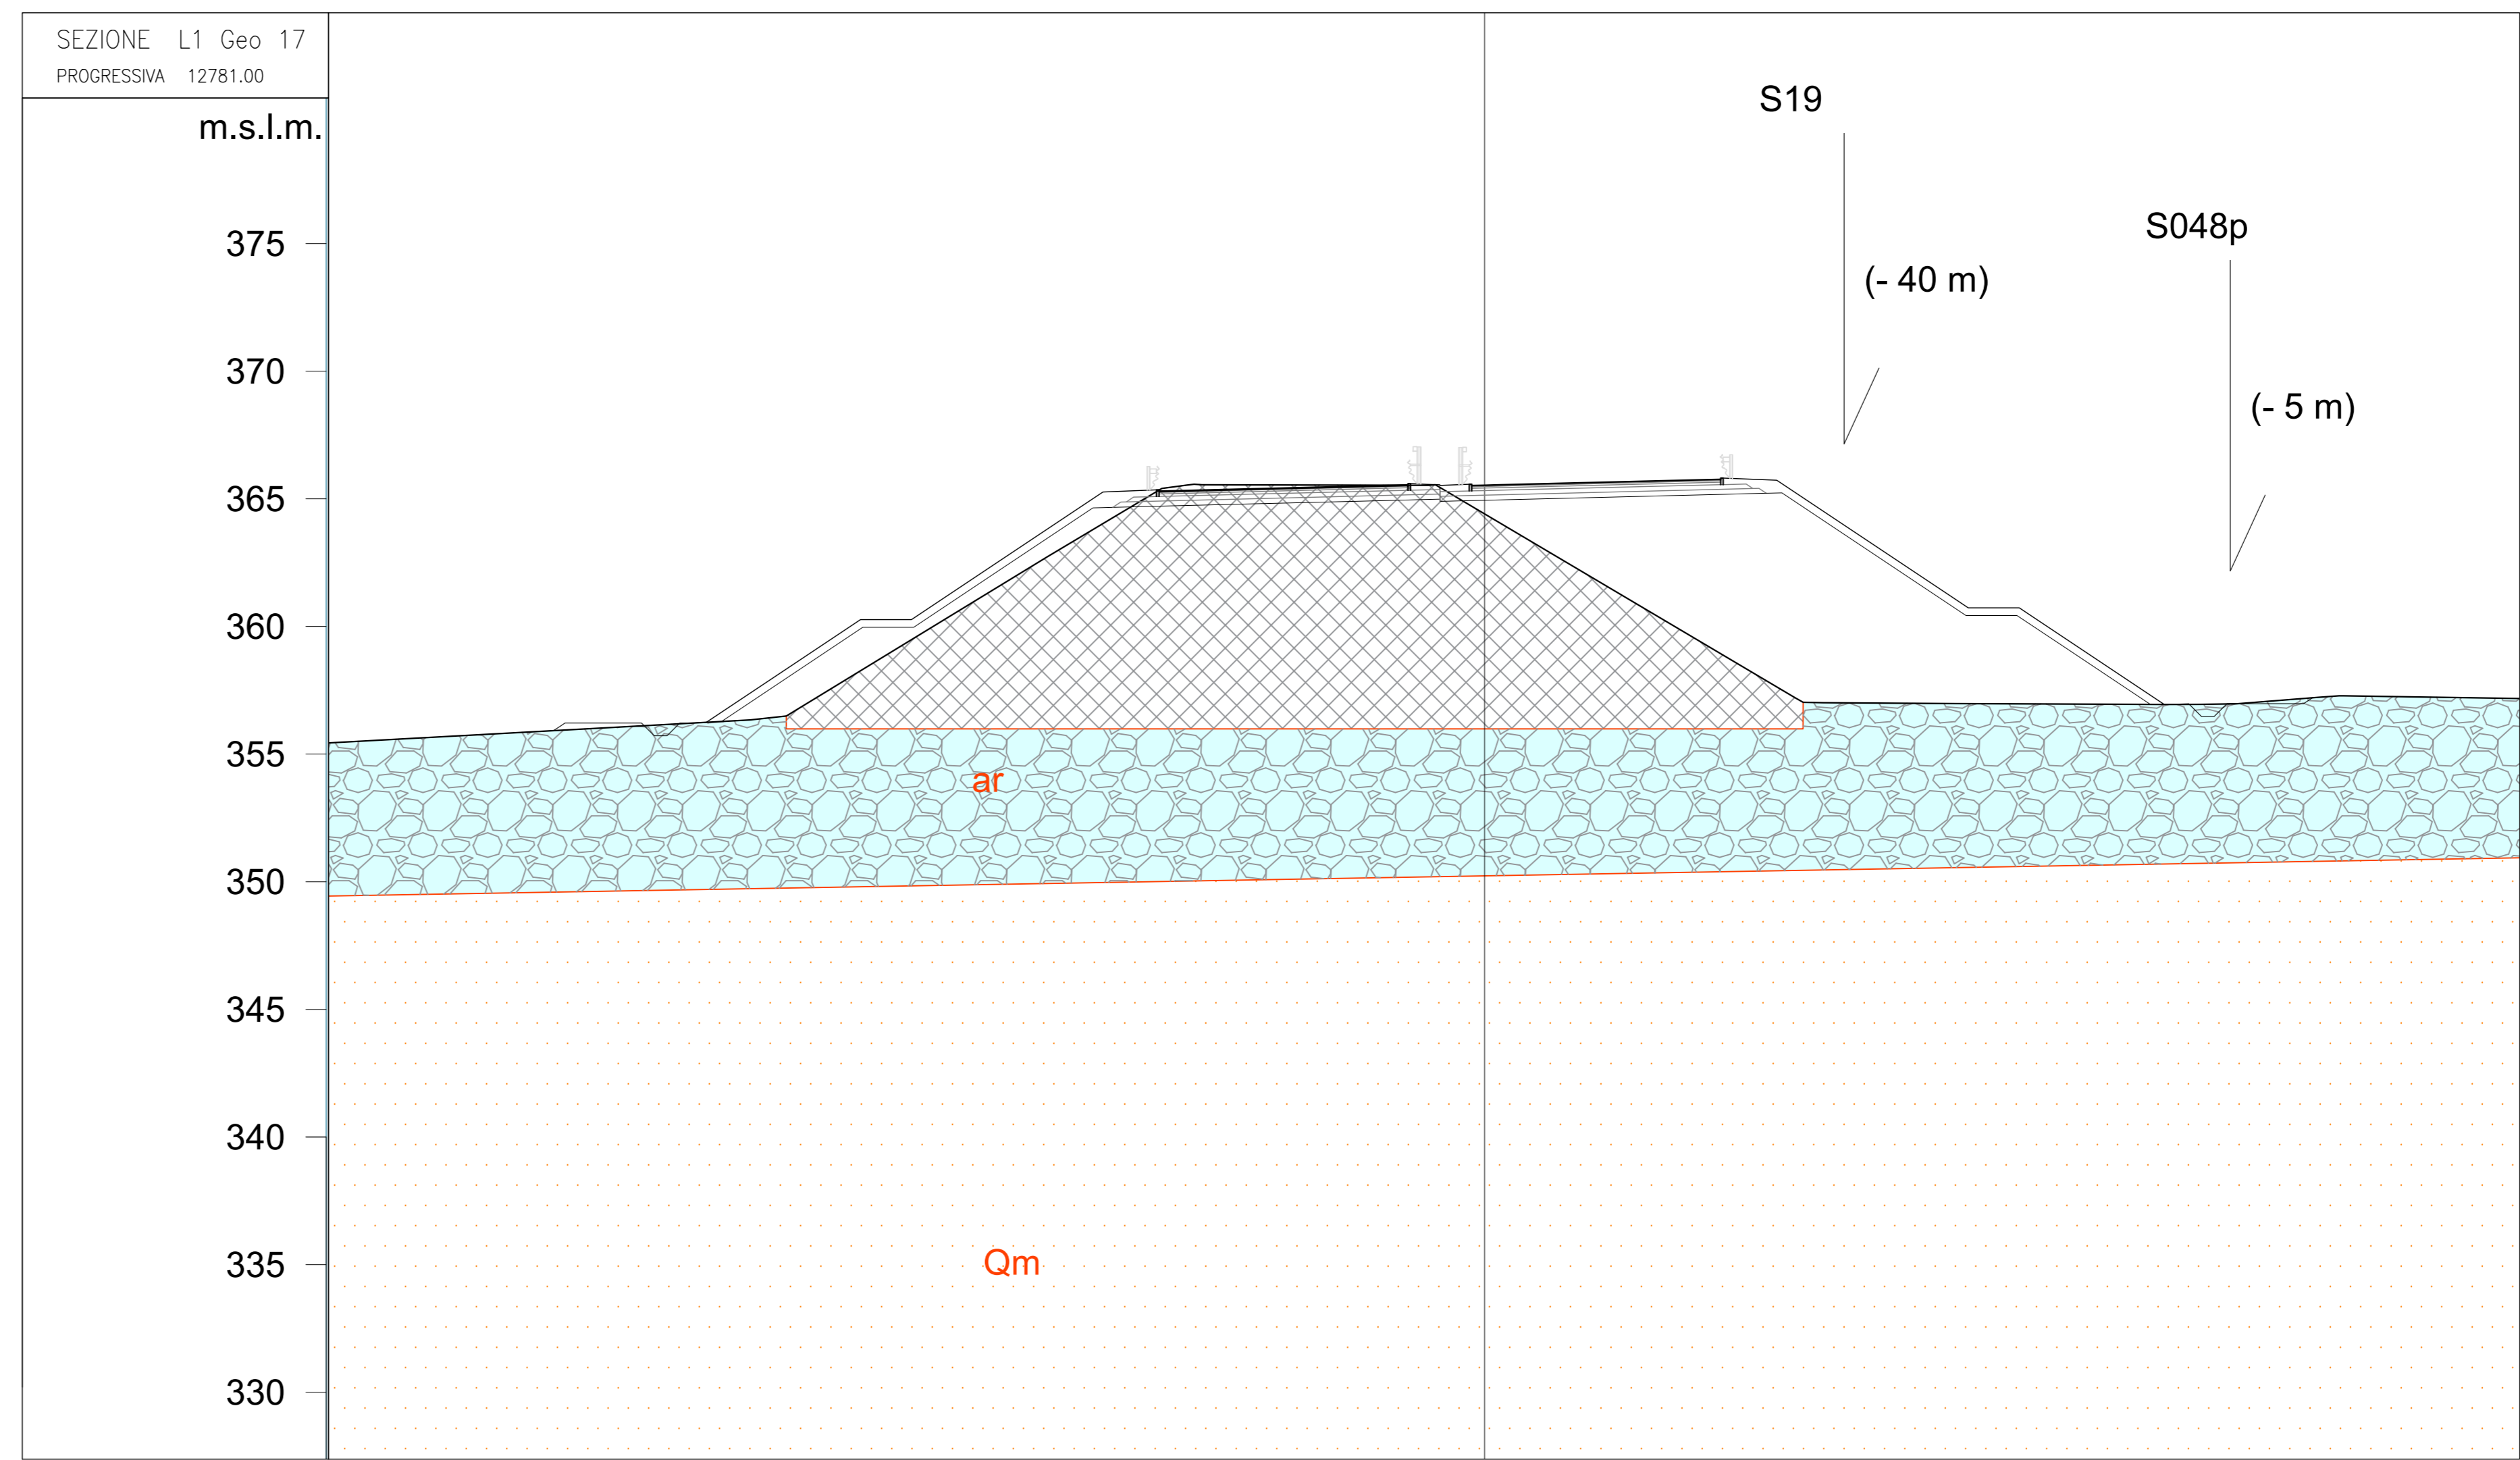 SEZIONE L1 Geo 17
PROGRESSIVA 12781.00
m.s.l.m.
S19
S048p
375
(- 40 m)
370
(- 5 m)
365
360
355
ar
350
345
340
335
Qm
330